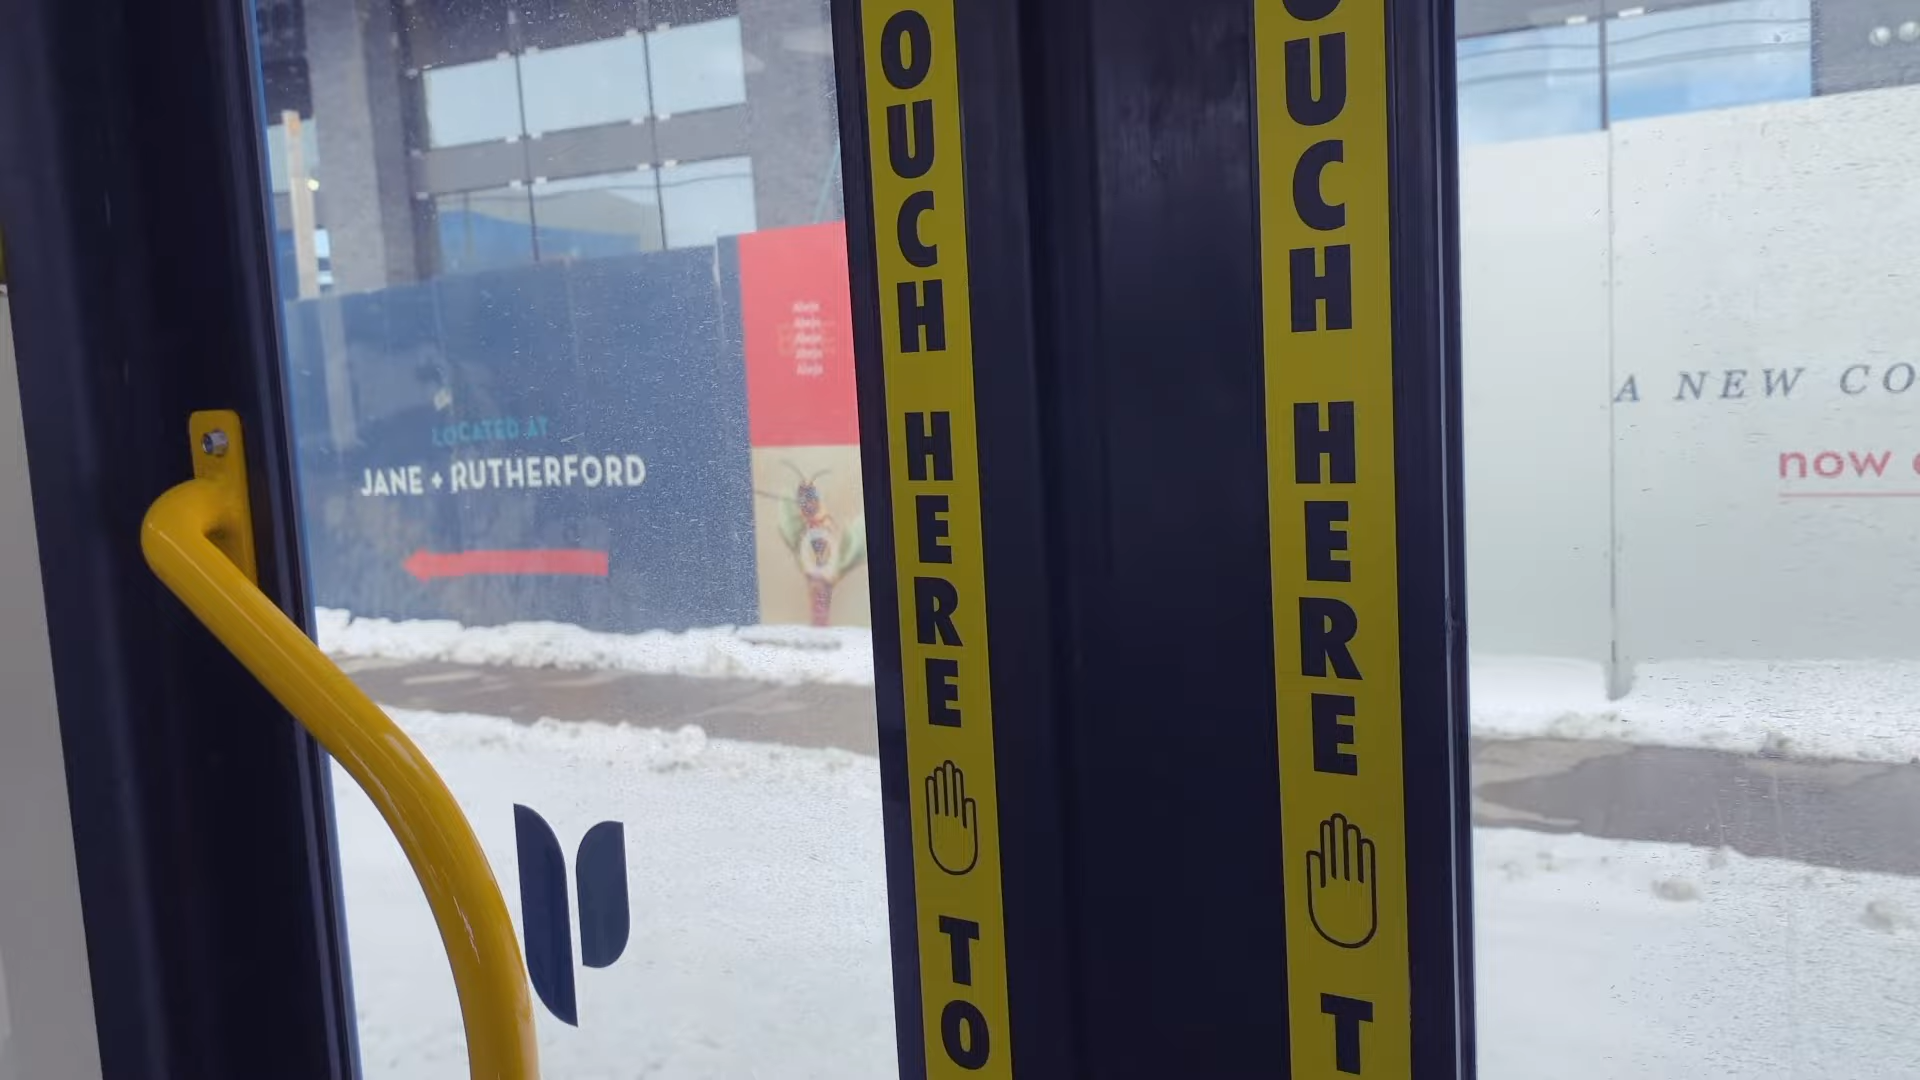 LOCATED AT
JANE + RUTHERFORD
OUCH HERE TO
OUCH HERE T
A NEW CO
now